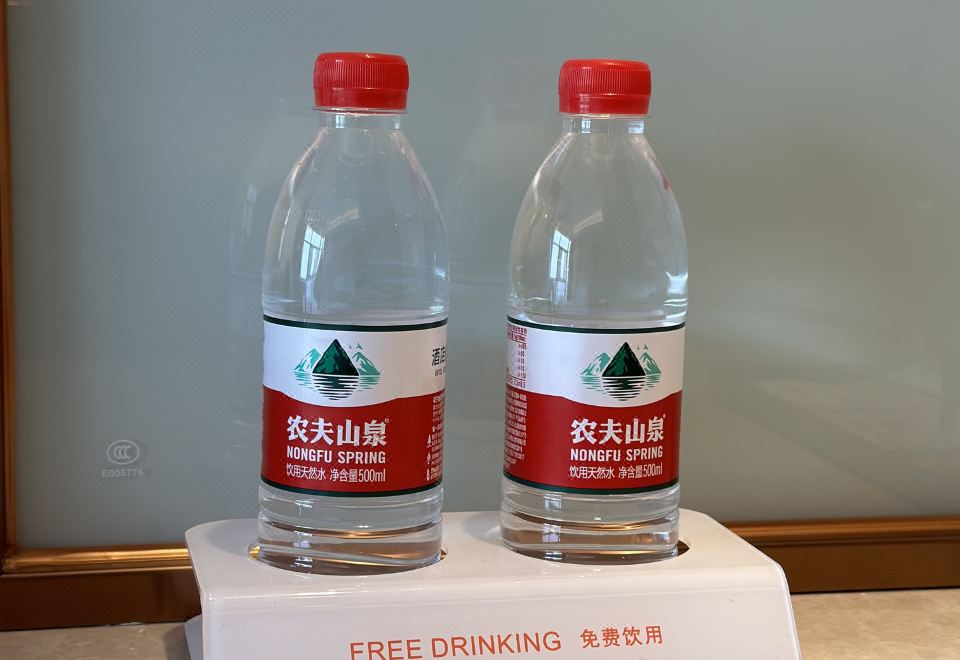 酒店
农夫山泉®
NONGFU SPRING
饮用天然水 净含量500ml
农夫山泉®
NONGFU SPRING
饮用天然水 净含量500ml
CCC
E005776
FREE DRINKING 免费饮用